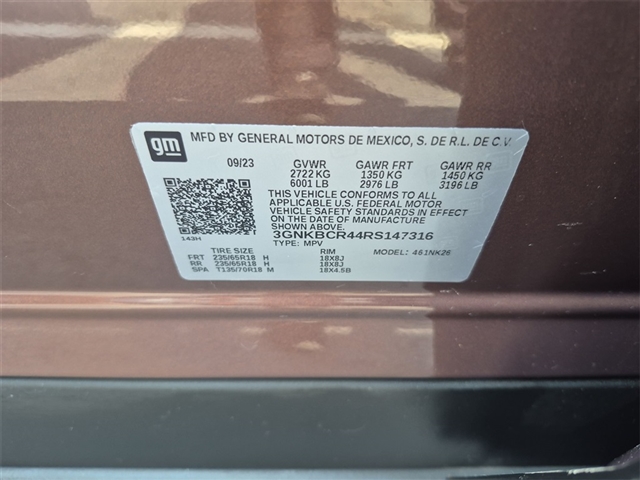 gm MFD BY GENERAL MOTORS DE MEXICO, S. DE R.L. DE C.V.
09/23 GVWR GAWR FRT GAWR RR
2722 KG 1350 KG 1450 KG
6001 LB 2976 LB 3196 LB
THIS VEHICLE CONFORMS TO ALL
APPLICABLE U.S. FEDERAL MOTOR
VEHICLE SAFETY STANDARDS IN EFFECT
ON THE DATE OF MANUFACTURE
SHOWN ABOVE.
3GNKBCR44RS147316
143H TYPE: MPV MODEL: 461NK26
TIRE SIZE RIM
FRT 235/65R18 H 18X8J
RR 235/65R18 H 18X8J
SPA T135/70R18 M 18X4.5B